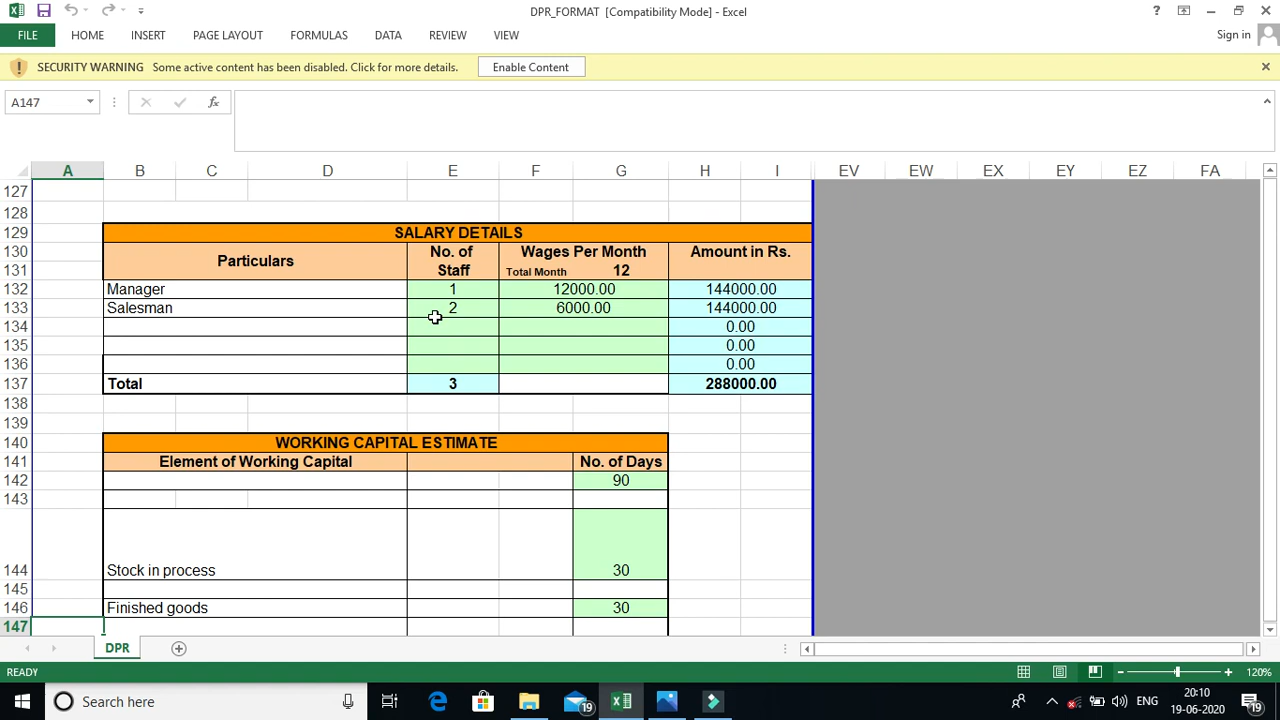 DPR_FORMAT [Compatibility Mode] - Excel
?
FILE HOME INSERT PAGE LAYOUT FORMULAS DATA REVIEW VIEW Sign in
! SECURITY WARNING Some active content has been disabled. Click for more details. Enable Content
A147 fx
A B C D E F G H I EV EW EX EY EZ FA
127
128
129 SALARY DETAILS
130 Particulars No. of Wages Per Month Amount in Rs.
131 Staff Total Month 12
132 Manager 1 12000.00 144000.00
133 Salesman 2 6000.00 144000.00
134 0.00
135 0.00
136 0.00
137 Total 3 288000.00
138
139
140 WORKING CAPITAL ESTIMATE
141 Element of Working Capital No. of Days
142 90
143
144 Stock in process 30
145
146 Finished goods 30
147
DPR
READY 120%
Search here 19 ENG 20:10
19-06-2020 19